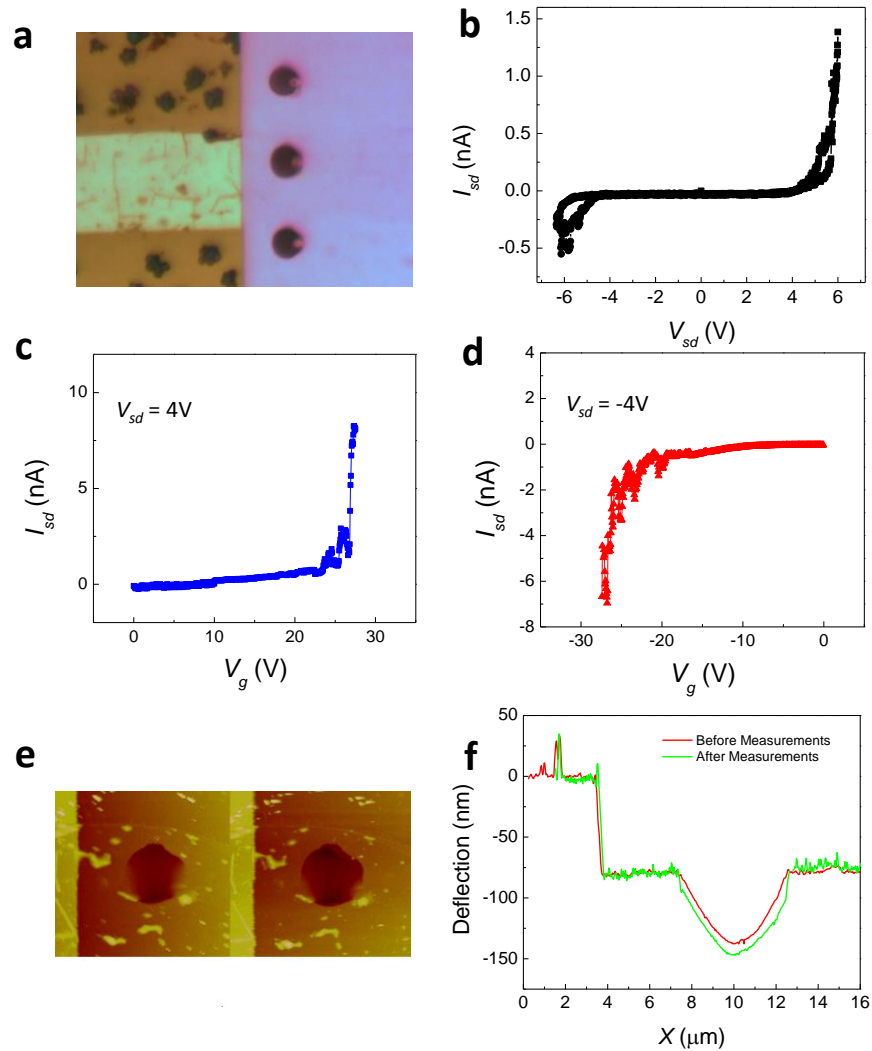 a
b
1.5
1.0
0.5
0.0
-0.5
I_sd (nA)
-6 -4 -2 0 2 4 6
V_sd (V)
c
10
5
0
I_sd (nA)
V_sd = 4V
0 10 20 30
V_g (V)
d
4
2
0
-2
-4
-6
-8
I_sd (nA)
V_sd = -4V
-30 -20 -10 0
V_g (V)
e
f
50
0
-50
-100
-150
Deflection (nm)
Before Measurements
After Measurements
0 2 4 6 8 10 12 14 16
X (μm)